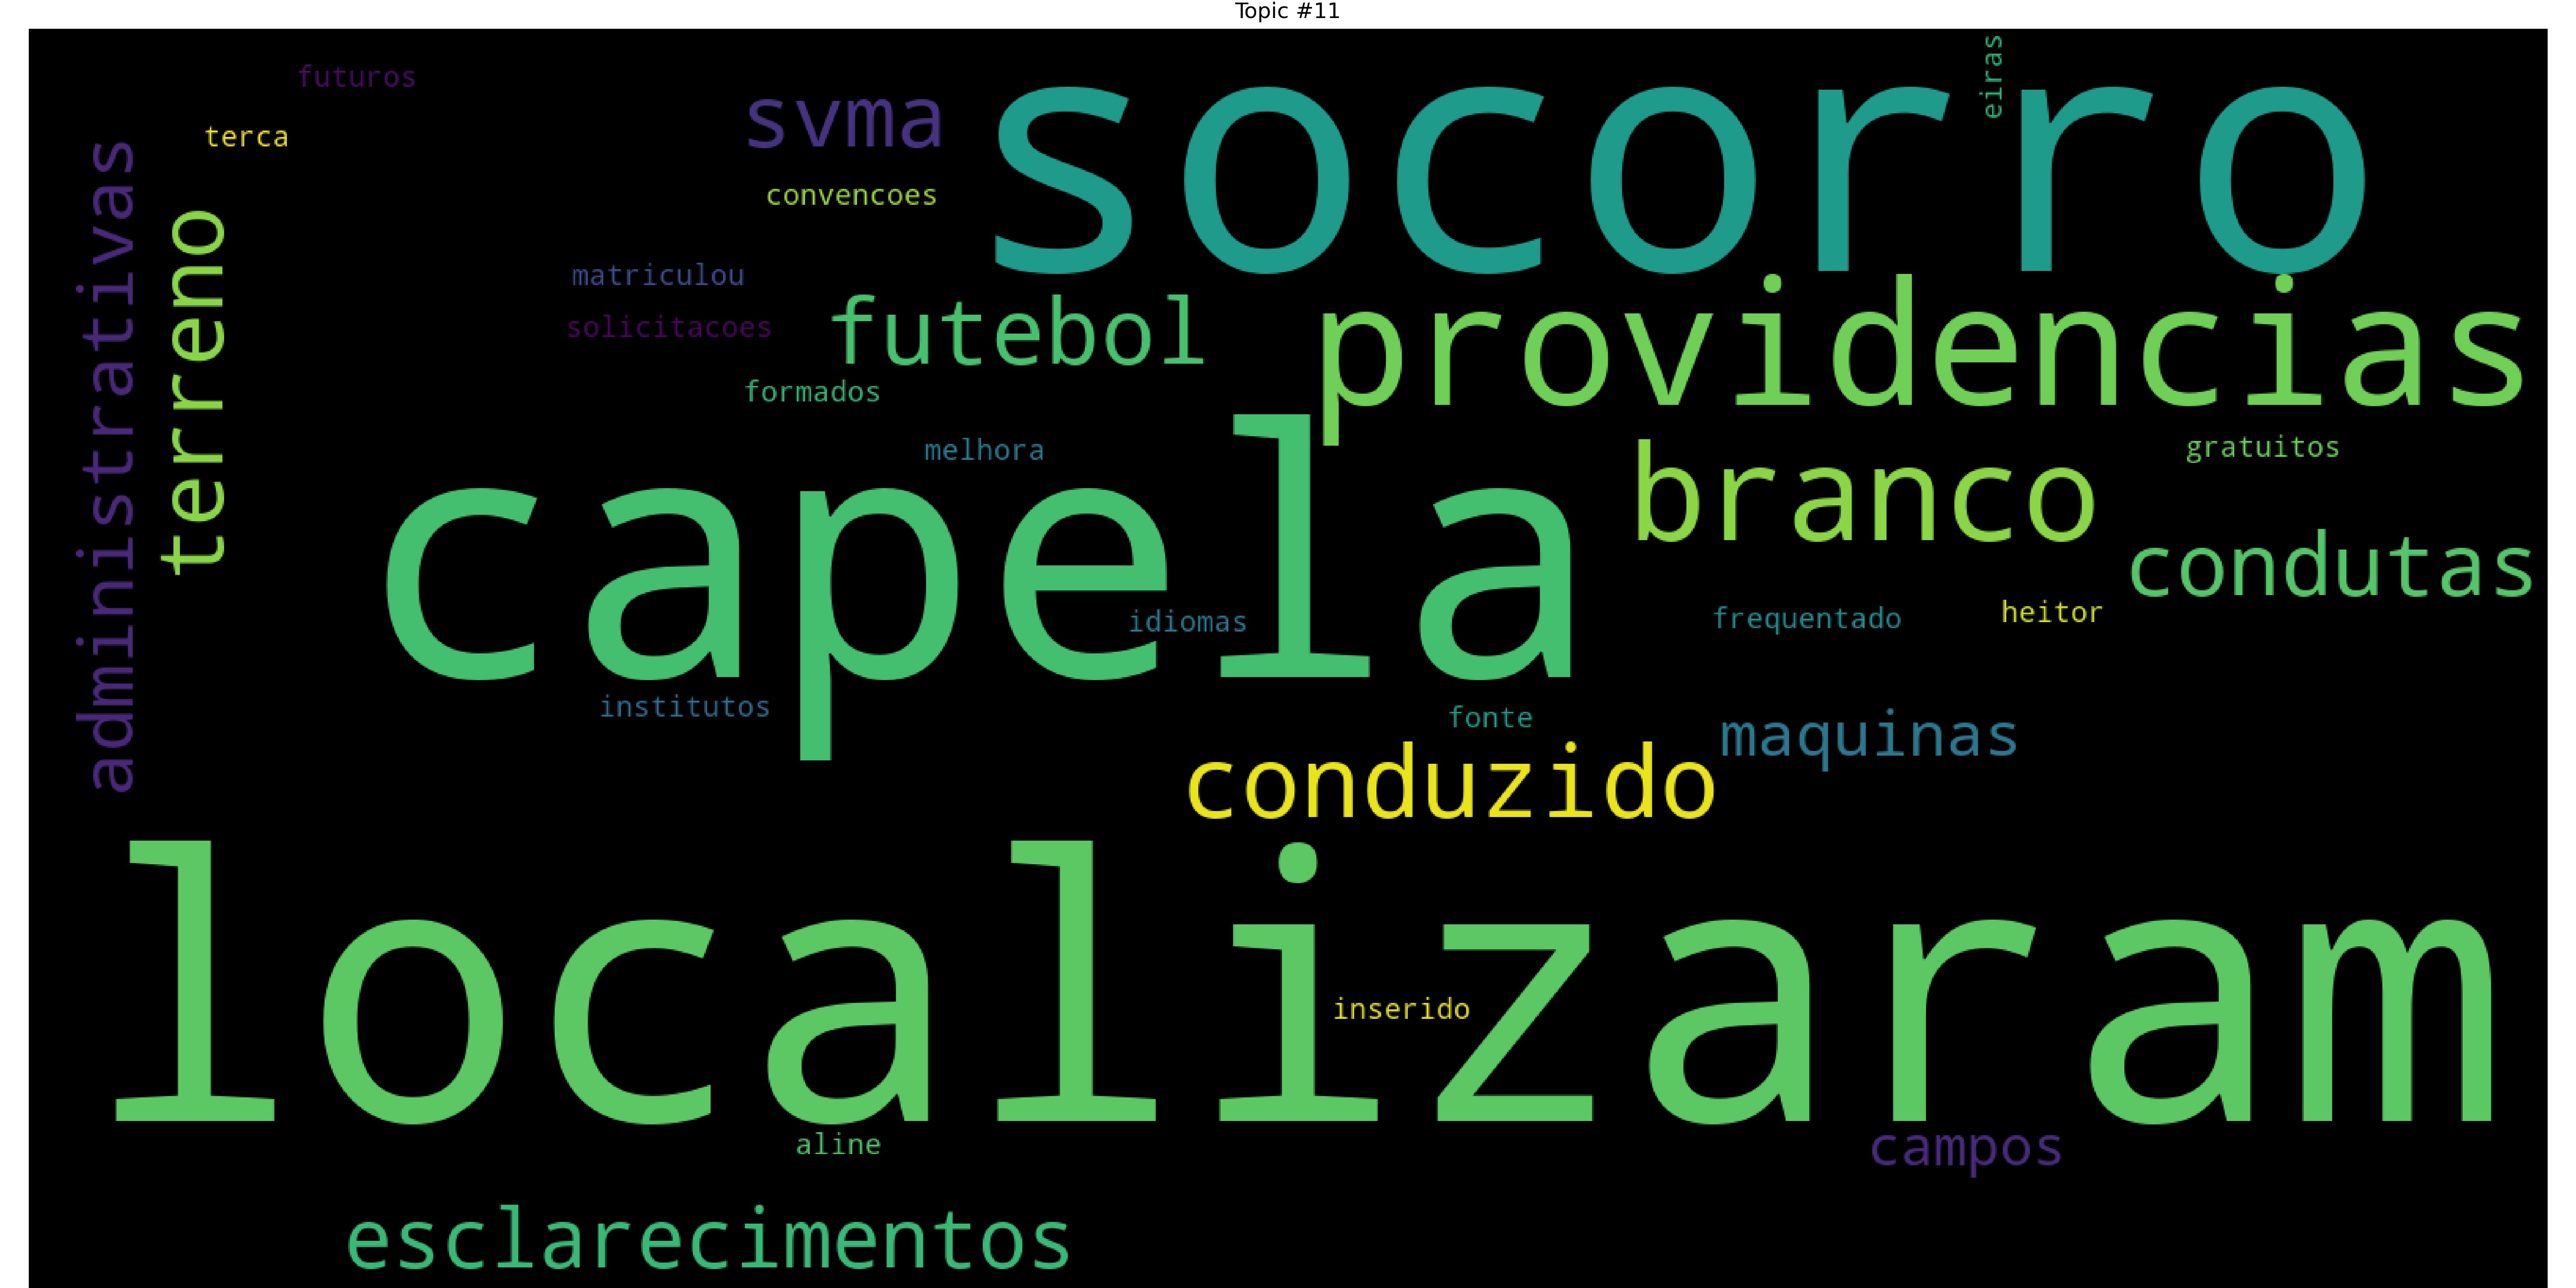 Topic #11
futuros
eiras
svma
socorro
terca
convencoes
administrativas
terreno
matriculou
solicitacoes
futebol
providencias
formados
melhora
gratuitos
branco
capela
condutas
idiomas
frequentado
heitor
institutos
fonte
maquinas
conduzido
localizaram
inserido
aline
campos
esclarecimentos